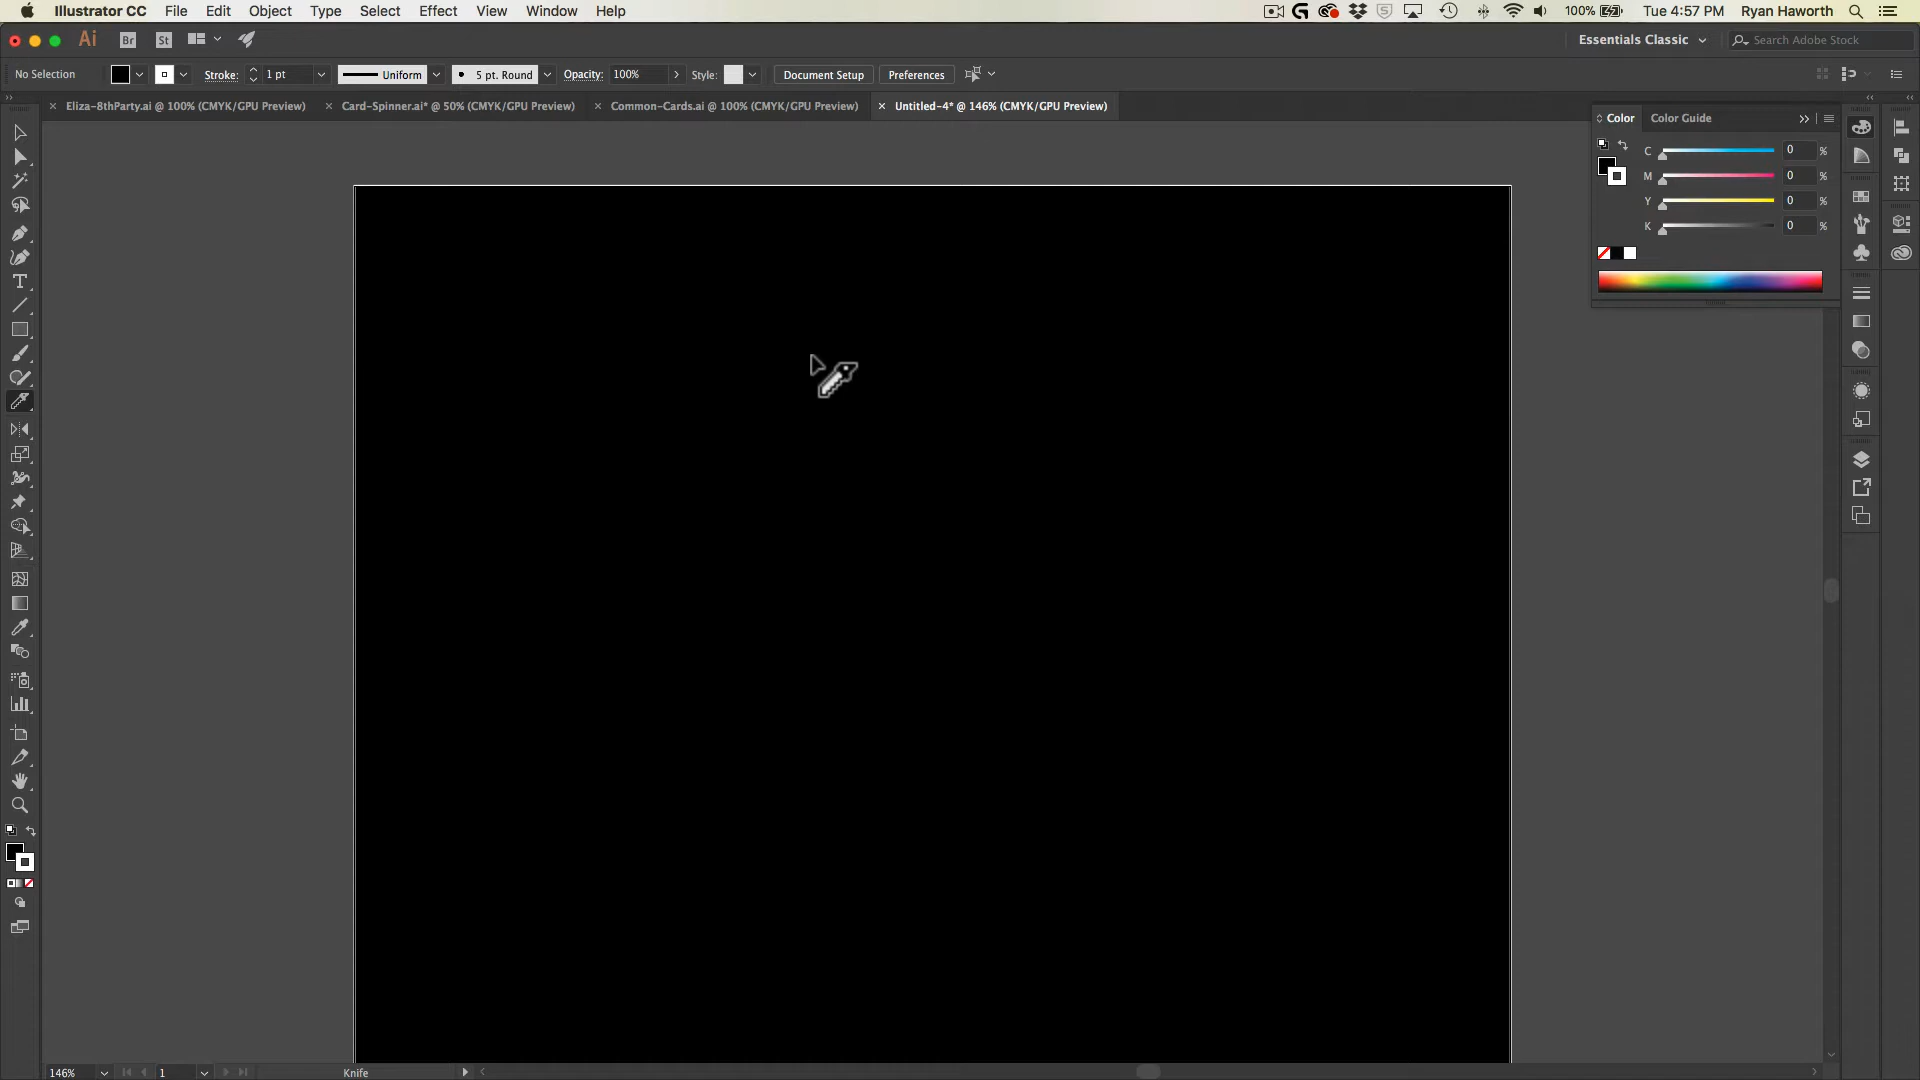 Illustrator CC File Edit Object Type Select Effect View Window Help 100% Tue 4:57 PM Ryan Haworth
Ai Br St Essentials Classic Search Adobe Stock
No Selection Stroke: 1 pt Uniform 5 pt. Round Opacity: 100% Style: Document Setup Preferences
Eliza-8thParty.ai @ 100% (CMYK/GPU Preview) Card-Spinner.ai* @ 50% (CMYK/GPU Preview) Common-Cards.ai @ 100% (CMYK/GPU Preview) Untitled-4* @ 146% (CMYK/GPU Preview)
Color Color Guide
C 0 %
M 0 %
Y 0 %
K 0 %
146% 1 Knife